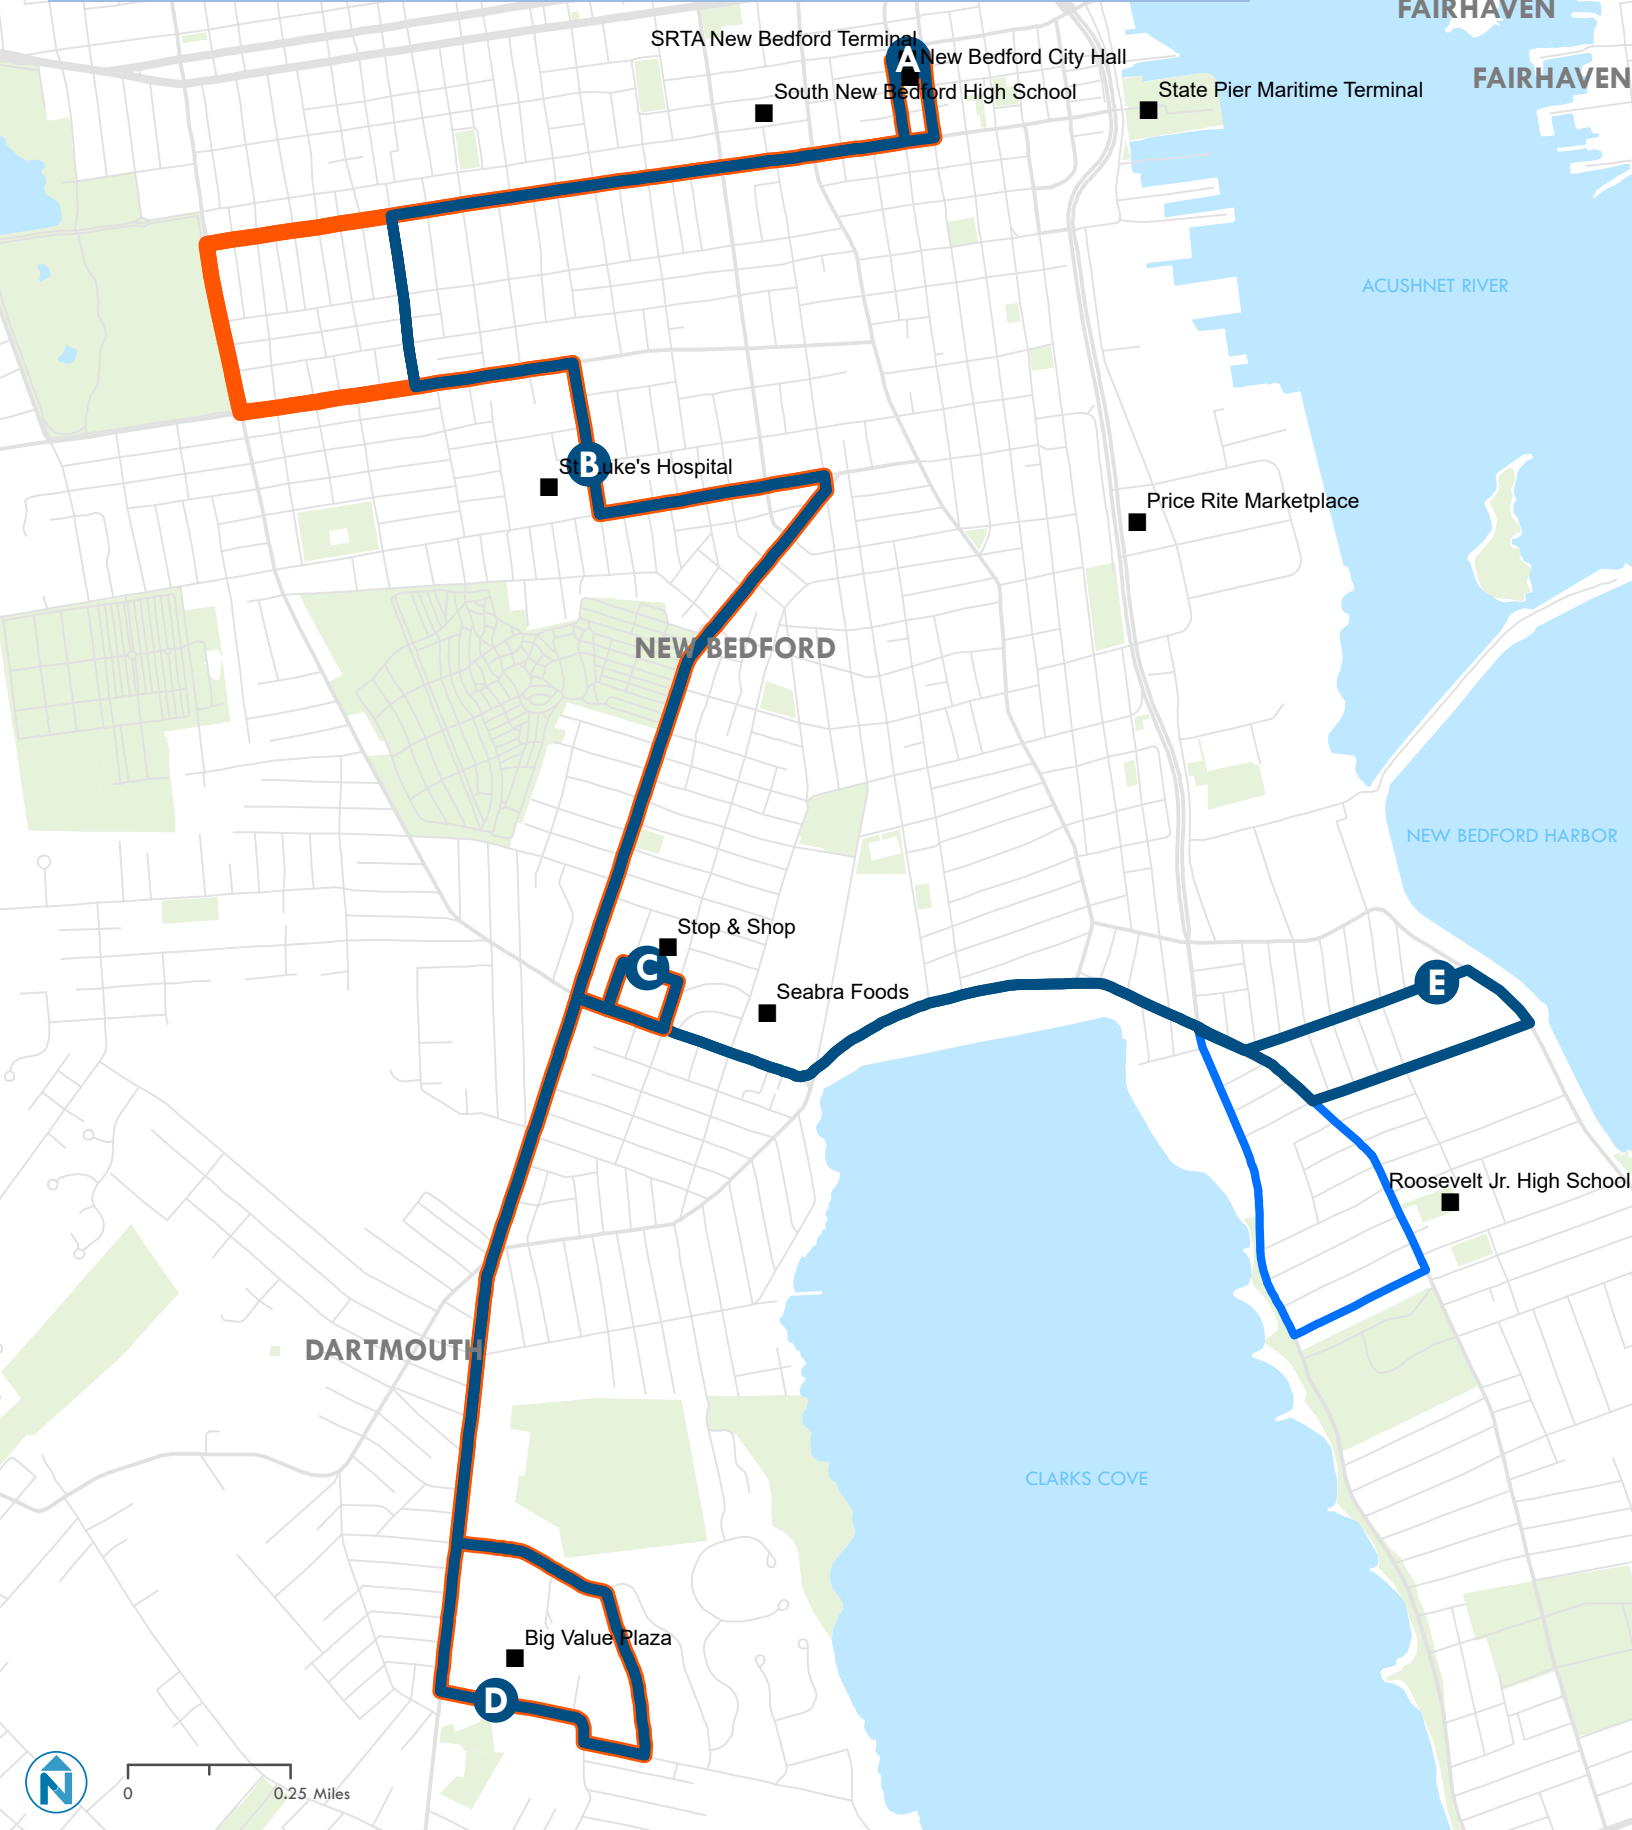 FAIRHAVEN
SRTA New Bedford Terminal
A
New Bedford City Hall
FAIRHAVEN
South New Bedford High School
State Pier Maritime Terminal
ACUSHNET RIVER
B
St Luke's Hospital
Price Rite Marketplace
NEW BEDFORD
NEW BEDFORD HARBOR
Stop & Shop
C
E
Seabra Foods
Roosevelt Jr. High School
DARTMOUTH
CLARKS COVE
Big Value Plaza
D
N
0 0.25 Miles